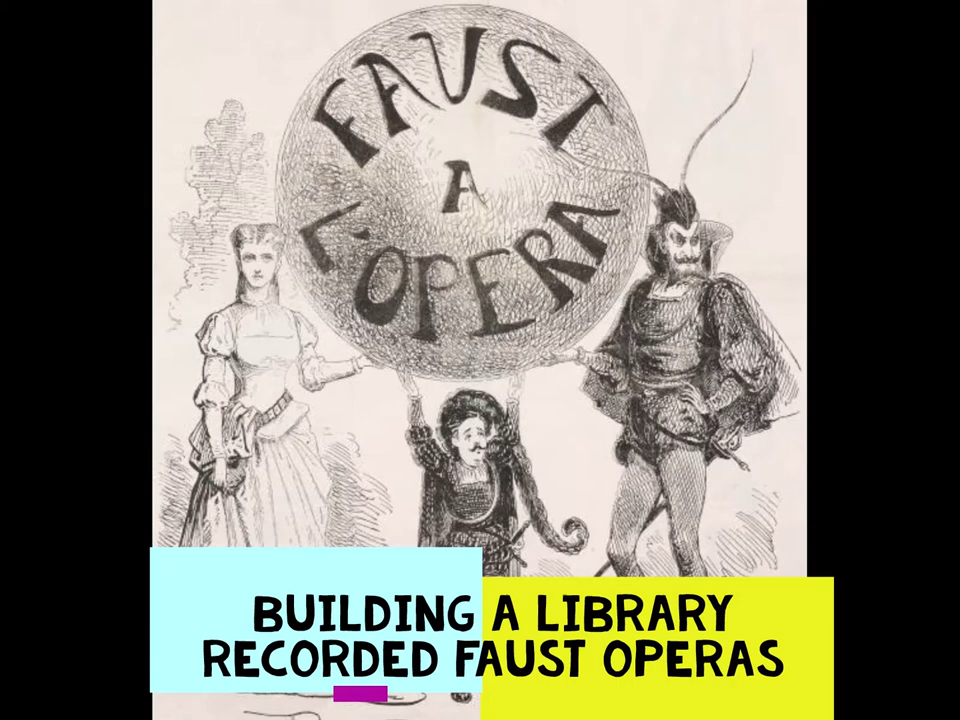 FAUST
A
L'OPERA
BUILDING A LIBRARY
RECORDED FAUST OPERAS